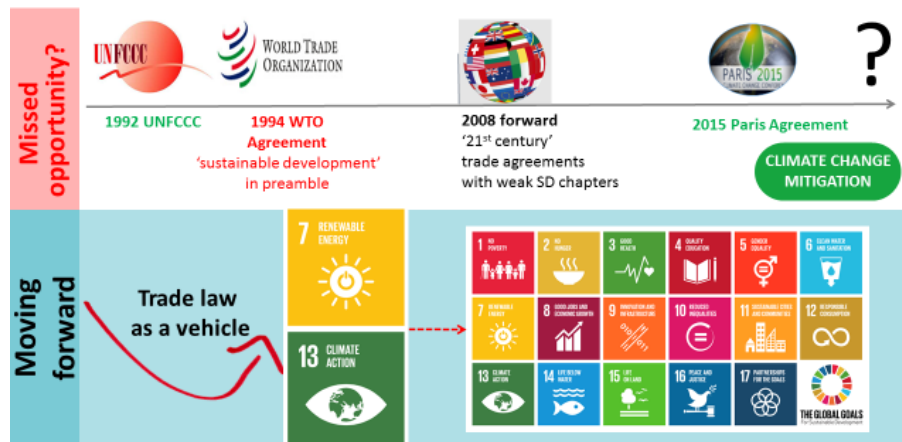 Missed
opportunity?
UNFCCC
WORLD TRADE
ORGANIZATION
PARIS 2015
?
1992 UNFCCC
1994 WTO
Agreement
‘sustainable development’
in preamble
2008 forward
‘21st century’
trade agreements
with weak SD chapters
2015 Paris Agreement
CLIMATE CHANGE
MITIGATION
Moving
forward
Trade law
as a vehicle
7 RENEWABLE
ENERGY
13 CLIMATE
ACTION
1 NO
POVERTY
2 NO
HUNGER
3 GOOD
HEALTH
4 QUALITY
EDUCATION
5 GENDER
EQUALITY
6 CLEAN WATER
AND SANITATION
7 RENEWABLE
ENERGY
8 GOOD JOBS AND
ECONOMIC GROWTH
9 INNOVATION AND
INFRASTRUCTURE
10 REDUCED
INEQUALITIES
11 SUSTAINABLE CITIES
AND COMMUNITIES
12 RESPONSIBLE
CONSUMPTION
13 CLIMATE
ACTION
14 LIFE BELOW
WATER
15 LIFE
ON LAND
16 PEACE AND
JUSTICE
17 PARTNERSHIPS
FOR THE GOALS
THE GLOBAL GOALS
For Sustainable Development